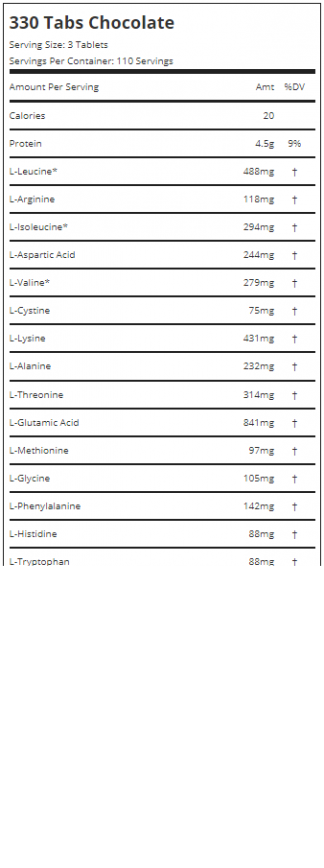 330 Tabs Chocolate
Serving Size: 3 Tablets
Servings Per Container: 110 Servings
Amount Per Serving Amt %DV
Calories 20
Protein 4.5g 9%
L-Leucine* 488mg †
L-Arginine 118mg †
L-Isoleucine* 294mg †
L-Aspartic Acid 244mg †
L-Valine* 279mg †
L-Cystine 75mg †
L-Lysine 431mg †
L-Alanine 232mg †
L-Threonine 314mg †
L-Glutamic Acid 841mg †
L-Methionine 97mg †
L-Glycine 105mg †
L-Phenylalanine 142mg †
L-Histidine 88mg †
L-Tryptophan 88mg †